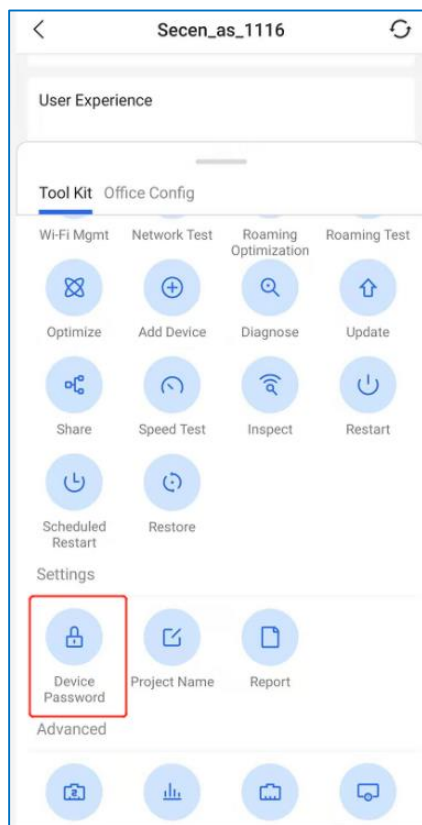 Secen_as_1116
User Experience
Tool Kit Office Config
Wi-Fi Mgmt Network Test Roaming Roaming Test
Optimization
Optimize Add Device Diagnose Update
Share Speed Test Inspect Restart
Scheduled Restore
Restart
Settings
Device Project Name Report
Password
Advanced